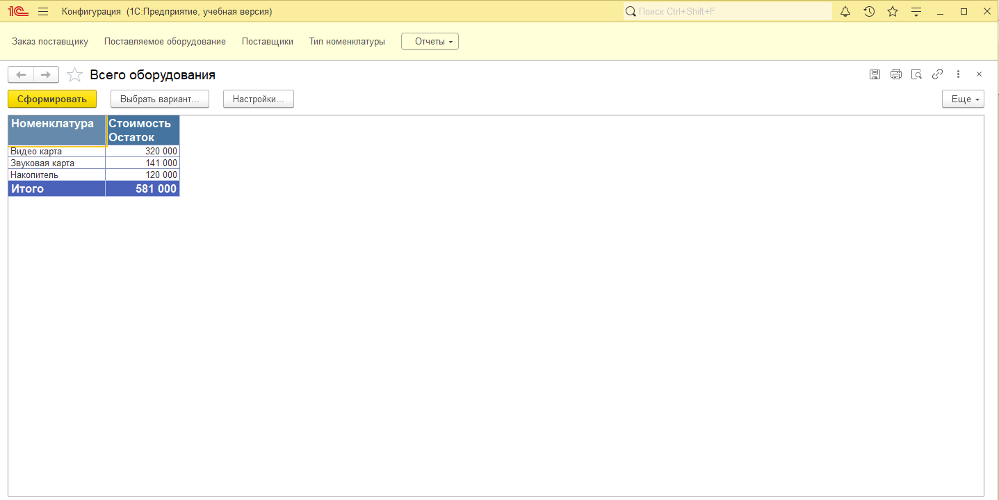 1С Конфигурация (1С:Предприятие, учебная версия) Поиск Ctrl+Shift+F
Заказ поставщику Поставляемое оборудование Поставщики Тип номенклатуры Отчеты
Всего оборудования
Сформировать Выбрать вариант... Настройки... Еще
Номенклатура Стоимость
Остаток
Видео карта 320 000
Звуковая карта 141 000
Накопитель 120 000
Итого 581 000